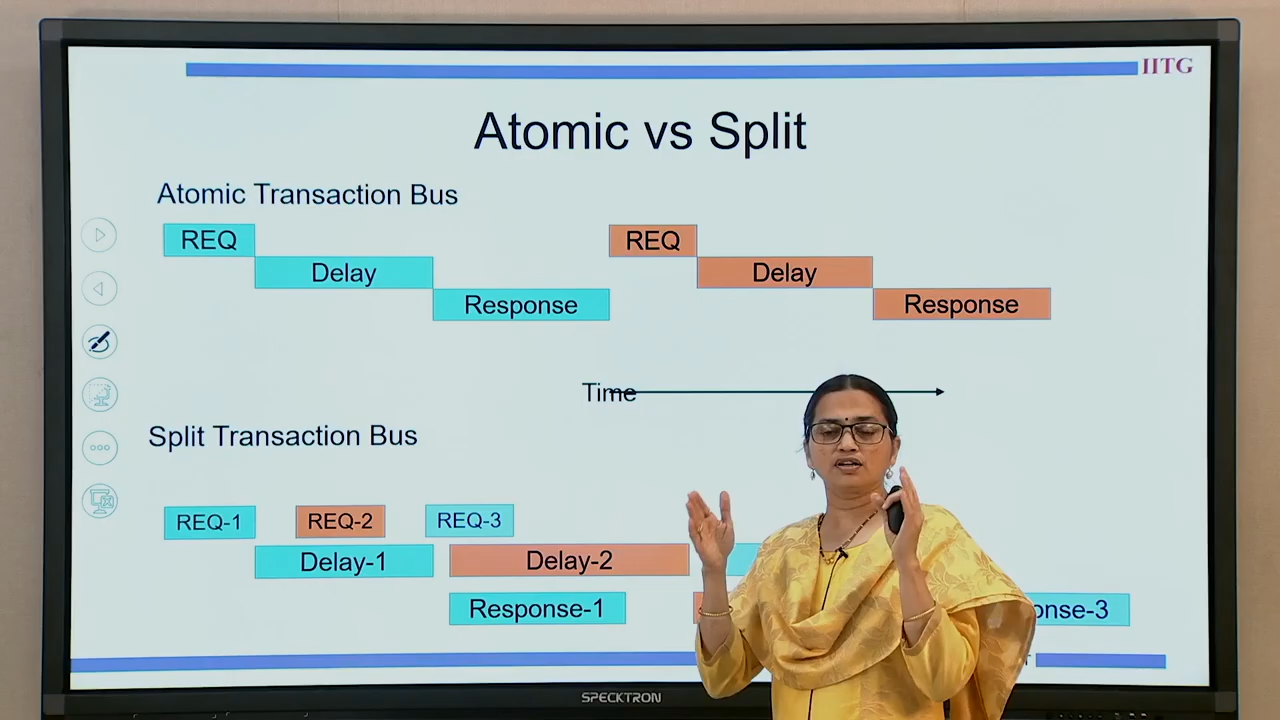 IITG
Atomic vs Split
Atomic Transaction Bus
REQ
REQ
Delay
Delay
Response
Response
Time
Split Transaction Bus
REQ-1
REQ-2
REQ-3
Delay-1
Delay-2
Response-1
onse-3
SPECKTRON